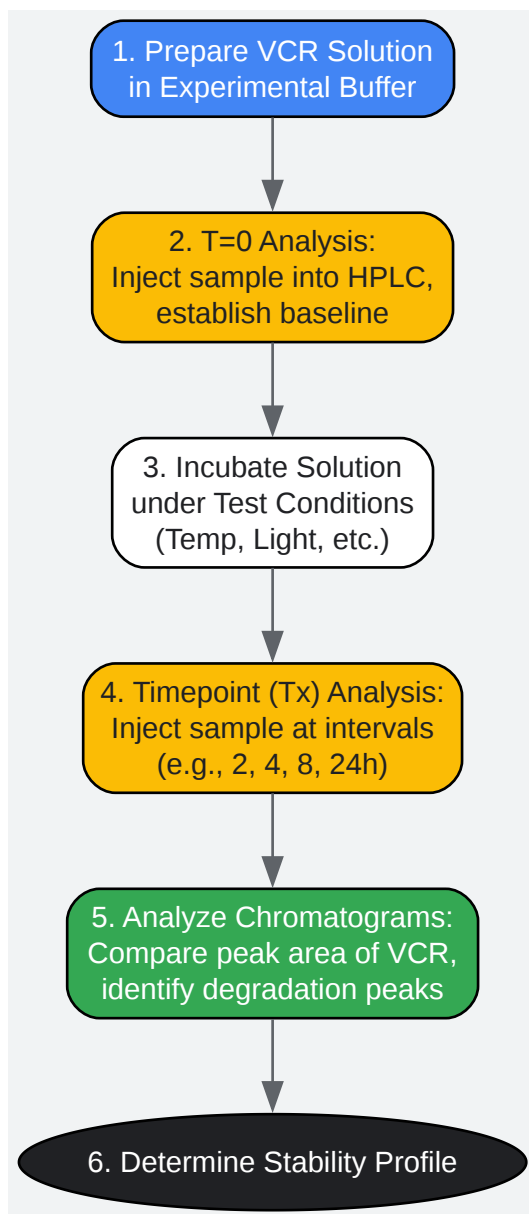 1. Prepare VCR Solution
in Experimental Buffer
2. T=0 Analysis:
Inject sample into HPLC,
establish baseline
3. Incubate Solution
under Test Conditions
(Temp, Light, etc.)
4. Timepoint (Tx) Analysis:
Inject sample at intervals
(e.g., 2, 4, 8, 24h)
5. Analyze Chromatograms:
Compare peak area of VCR,
identify degradation peaks
6. Determine Stability Profile